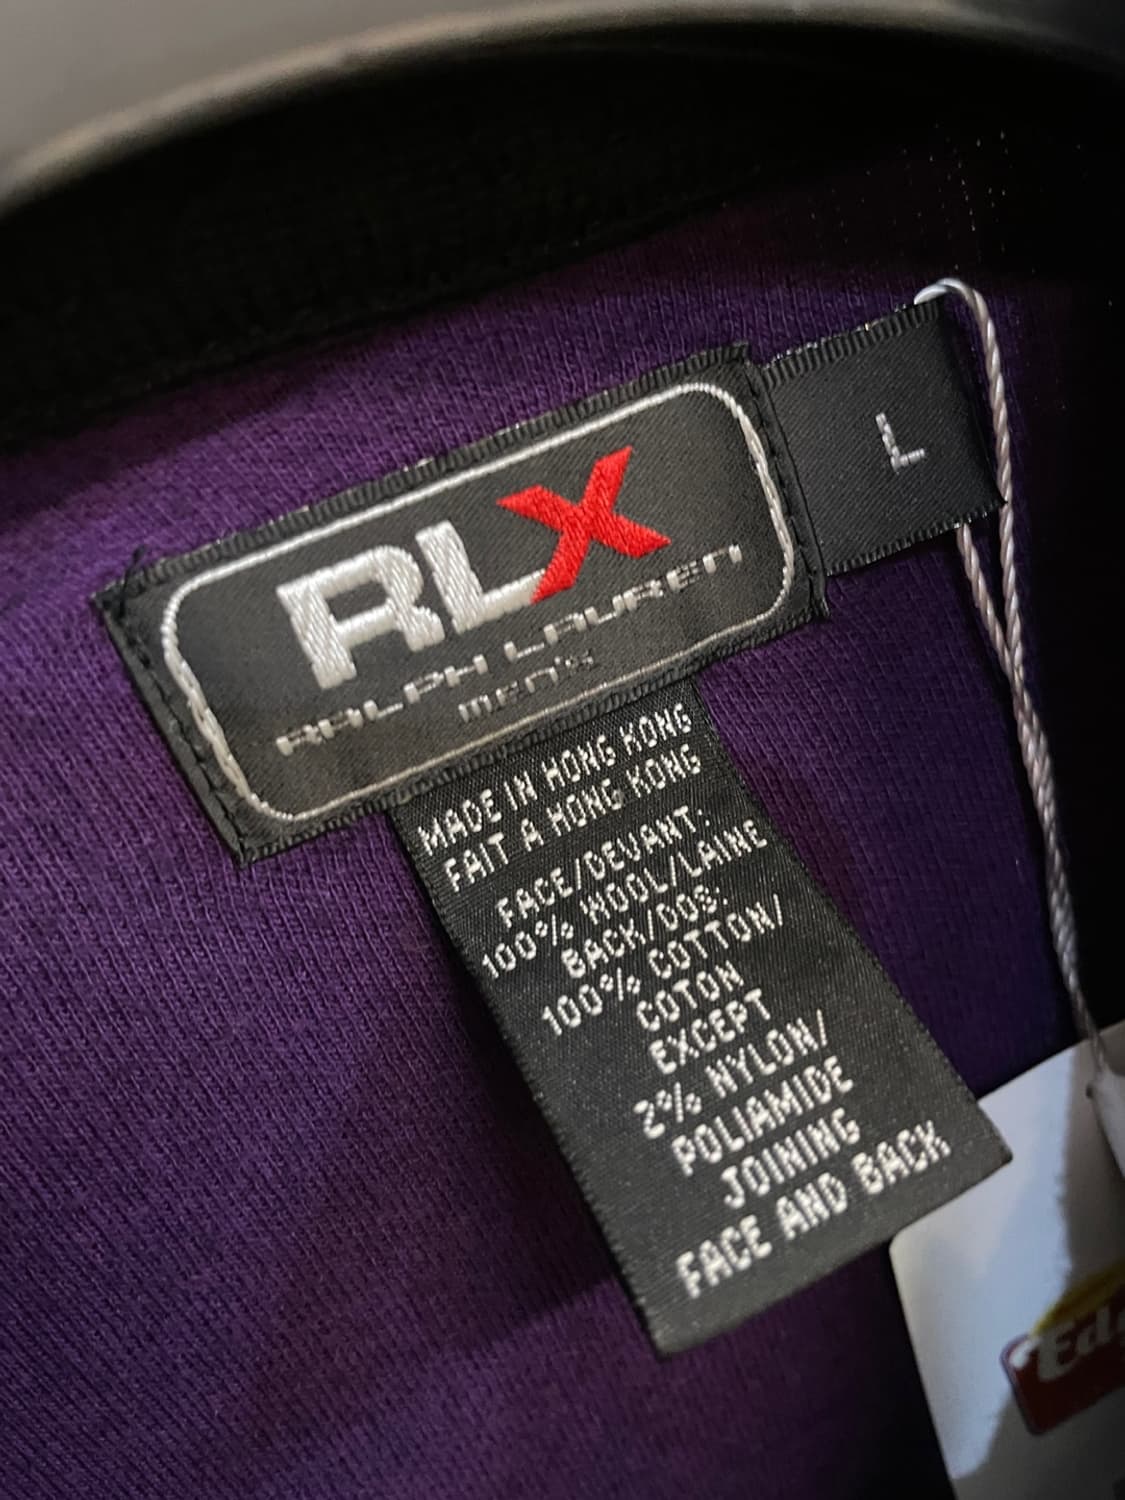 RLX
RALPH LAUREN
MEN'S
L
MADE IN HONG KONG
FAIT A HONG KONG
FACE/DEVANT:
100% WOOL/LAINE
BACK/DOS:
100% COTTON/
COTON
EXCEPT
2% NYLON/
POLIAMIDE
JOINING
FACE AND BACK